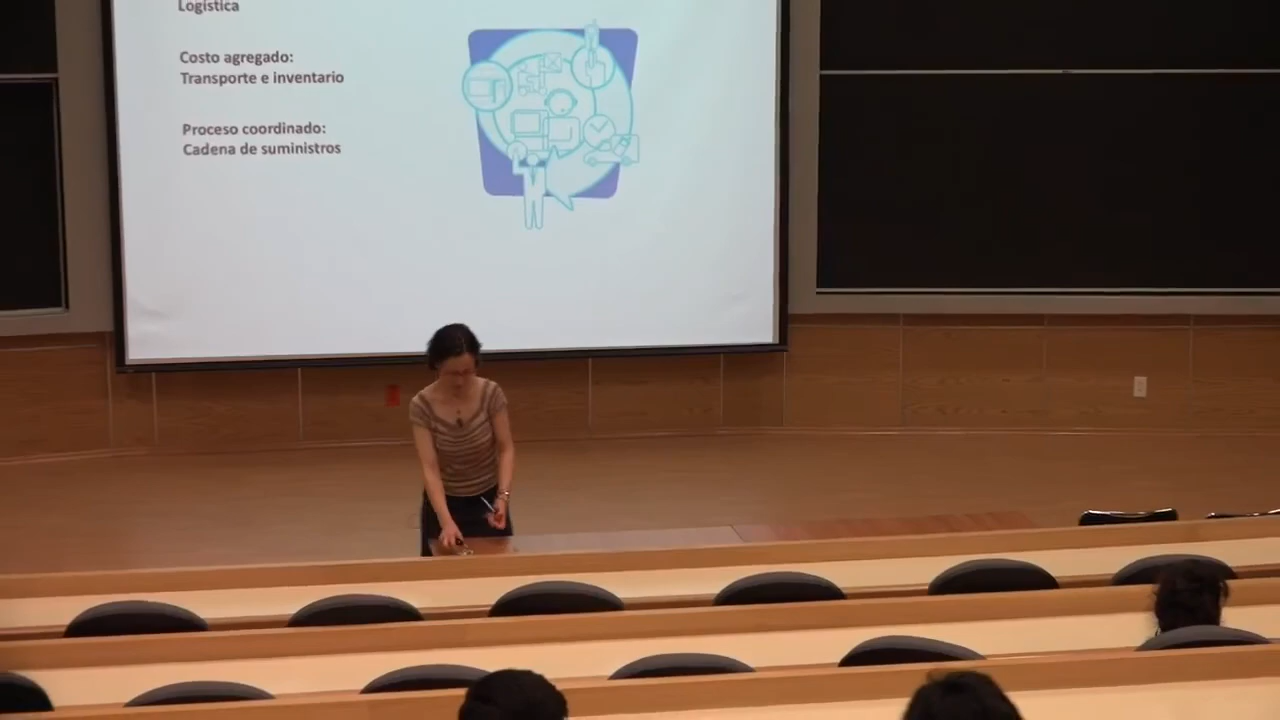 Logística
Costo agregado:
Transporte e inventario
Proceso coordinado:
Cadena de suministros